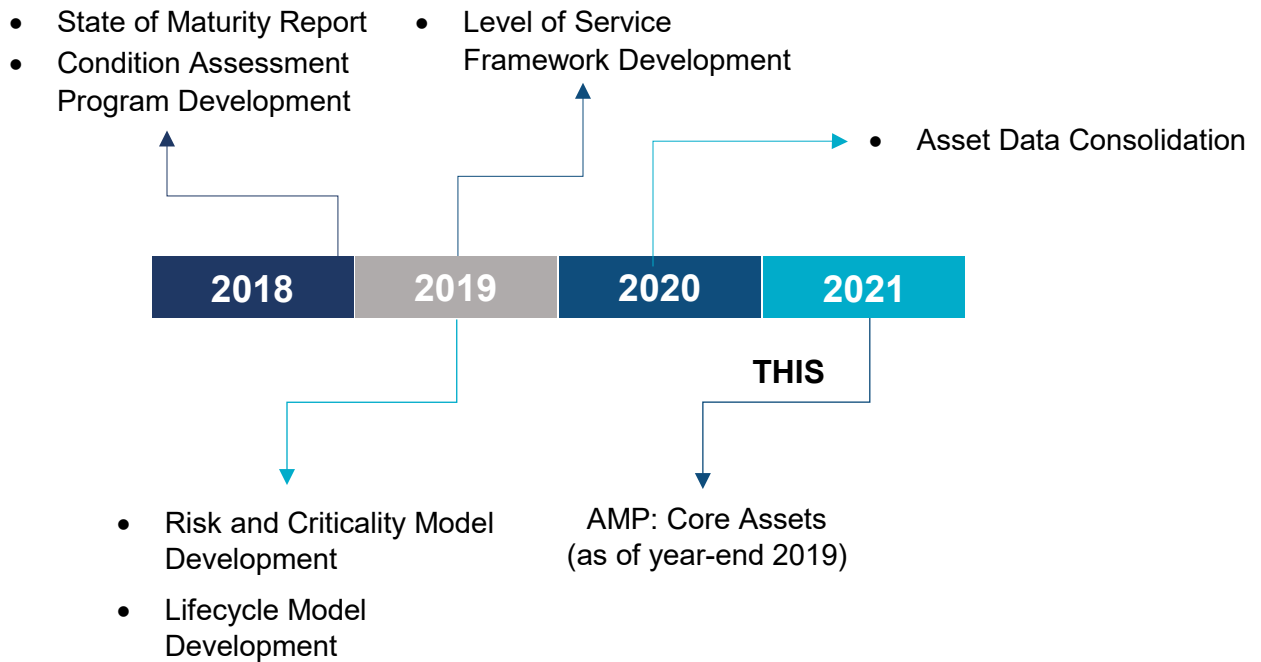 • State of Maturity Report
• Condition Assessment
Program Development
• Level of Service
Framework Development
• Asset Data Consolidation
2018
2019
2020
2021
THIS
• Risk and Criticality Model
Development
• Lifecycle Model
Development
AMP: Core Assets
(as of year-end 2019)